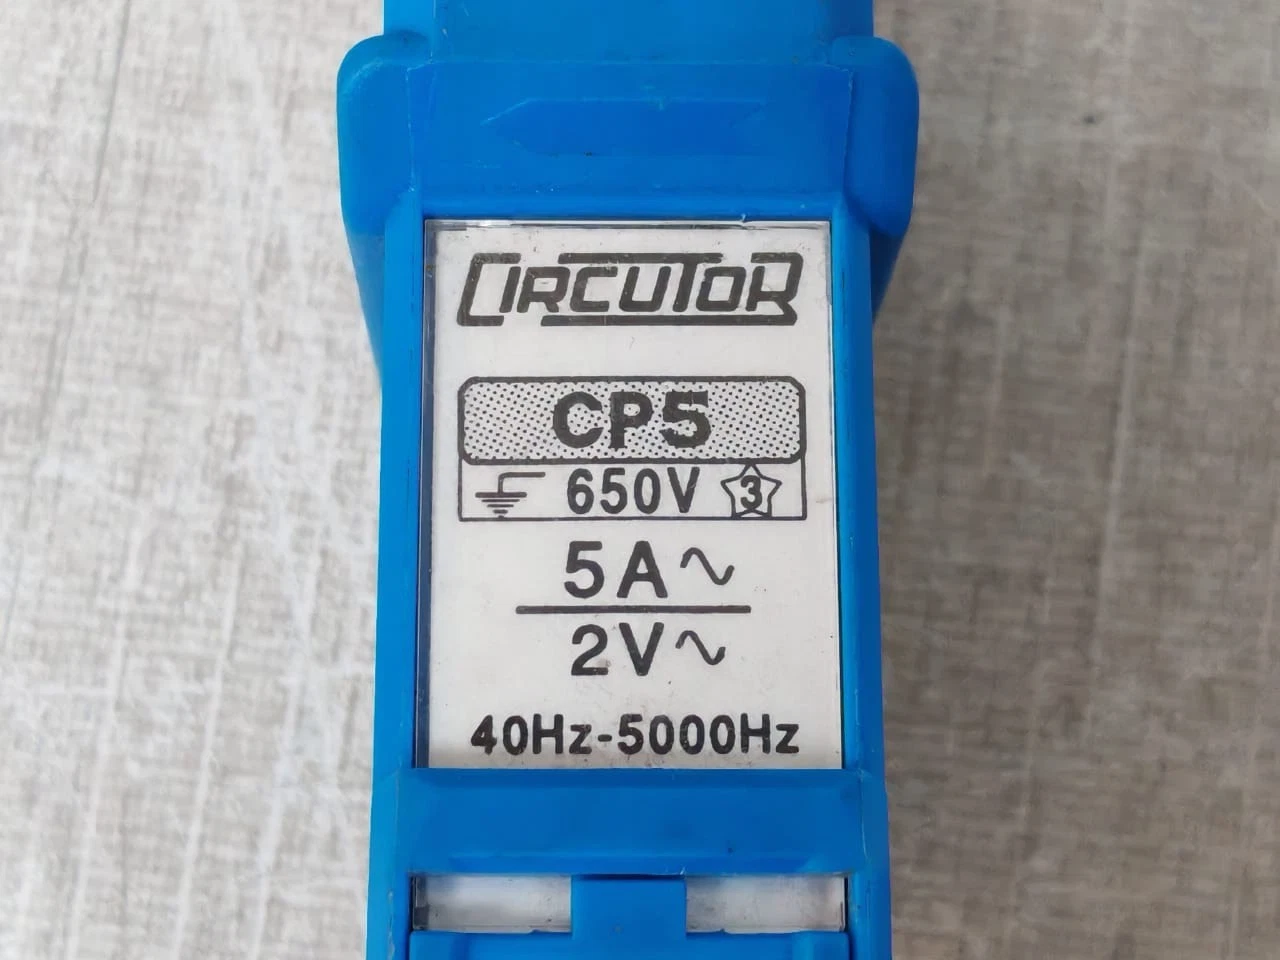 CIRCUTOR
CP5
650V 3
5A~
2V~
40Hz-5000Hz